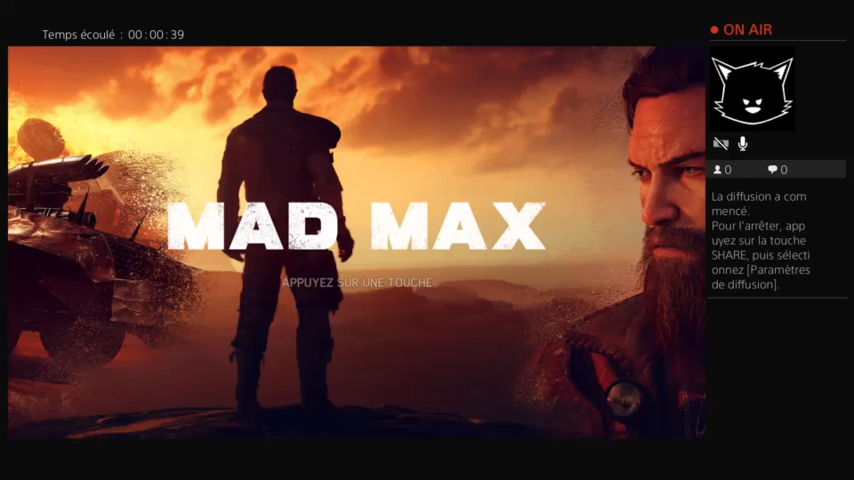 Temps écoulé : 00:00:39
ON AIR
MAD MAX
APPUYEZ SUR UNE TOUCHE
0 0
La diffusion a com
mencé.
Pour l'arrêter, app
uyez sur la touche
SHARE, puis sélecti
onnez [Paramètres
de diffusion].